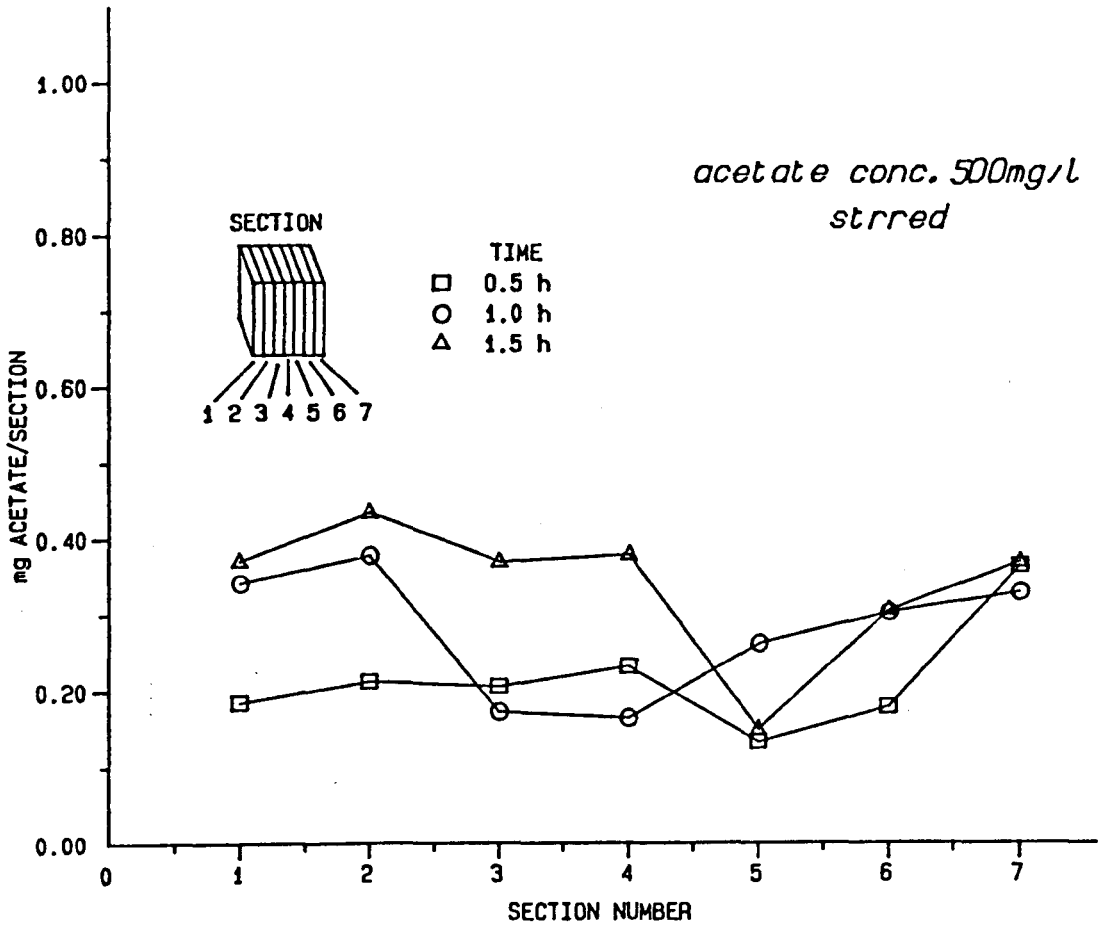 1.00
acetate conc. 500mg/l
strred
0.80
SECTION
TIME
0.5 h
1.0 h
1.5 h
0.60
1 2 3 4 5 6 7
mg ACETATE/SECTION
0.40
0.20
0.00
0 1 2 3 4 5 6 7
SECTION NUMBER